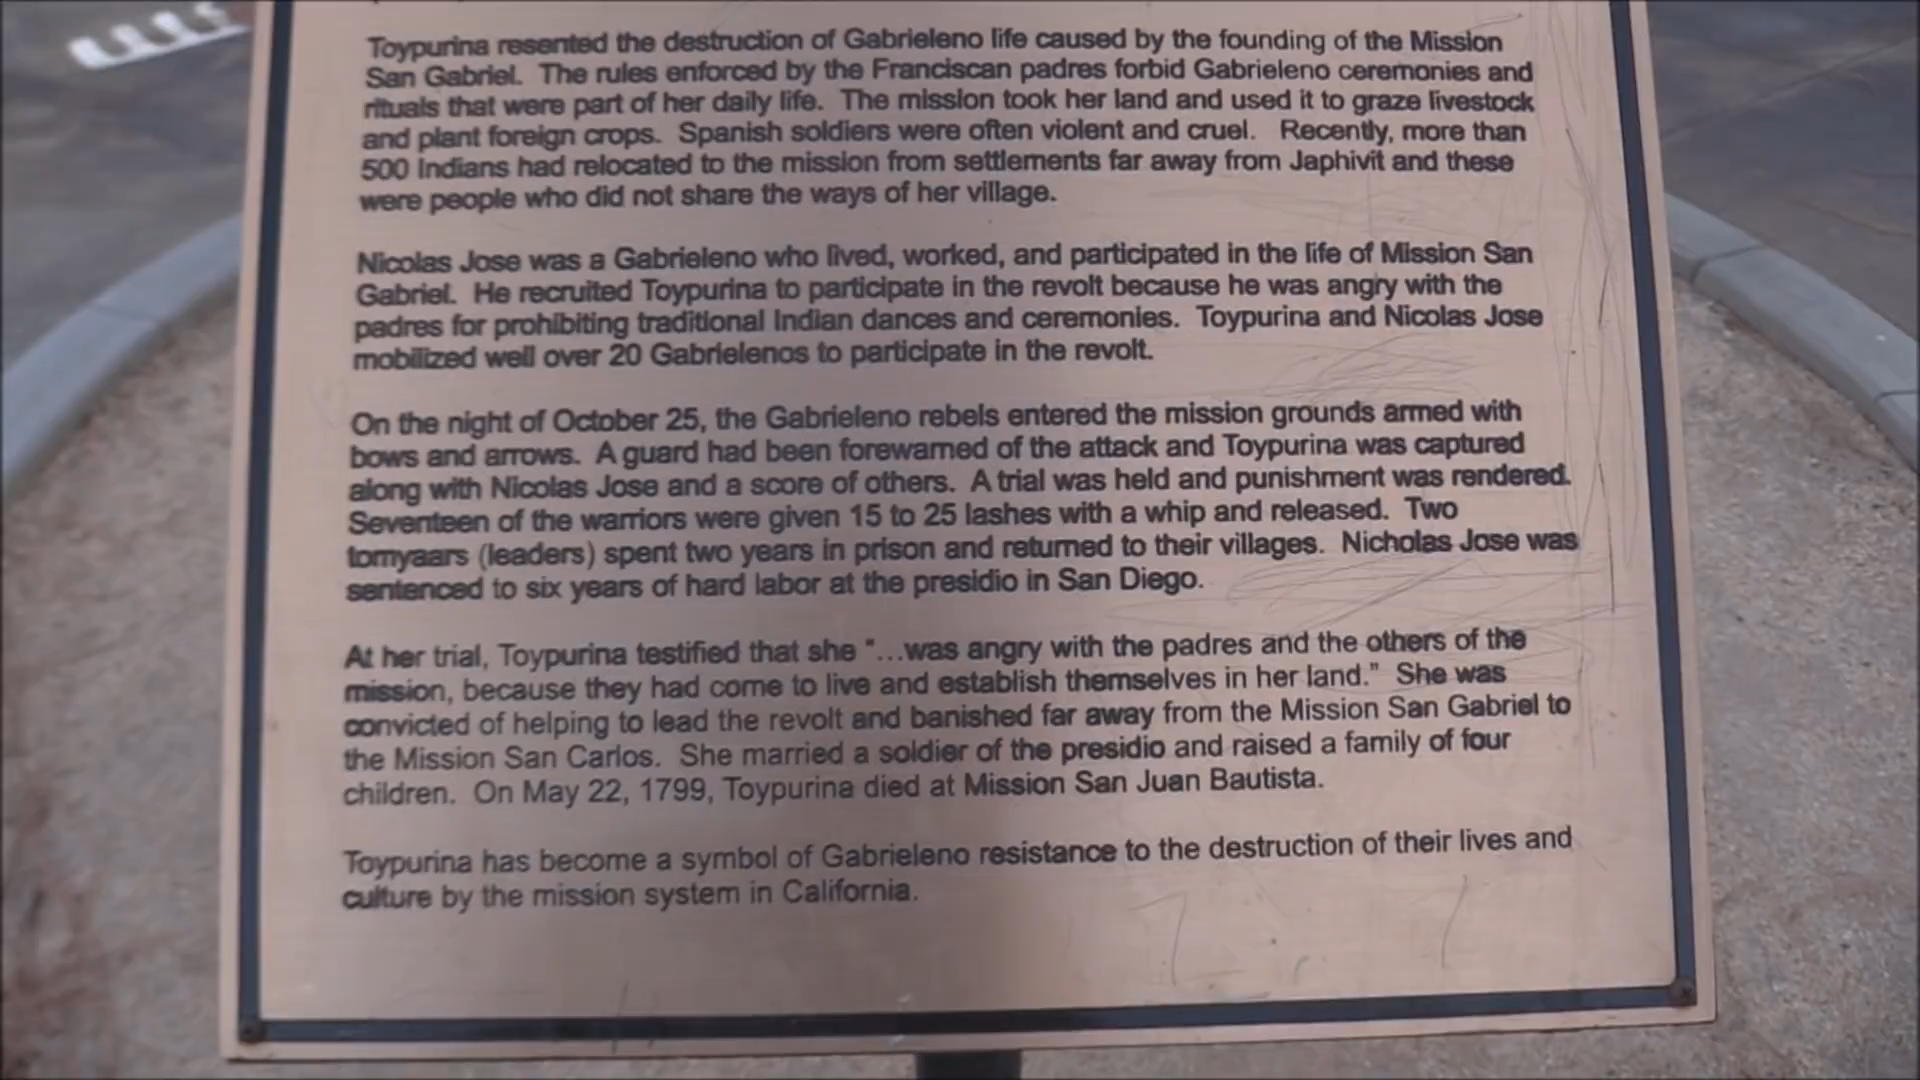 Toypurina resented the destruction of Gabrieleno life caused by the founding of the Mission
San Gabriel. The rules enforced by the Franciscan padres forbid Gabrieleno ceremonies and
rituals that were part of her daily life. The mission took her land and used it to graze livestock
and plant foreign crops. Spanish soldiers were often violent and cruel. Recently, more than
500 Indians had relocated to the mission from settlements far away from Japhivit and these
were people who did not share the ways of her village.
Nicolas Jose was a Gabrieleno who lived, worked, and participated in the life of Mission San
Gabriel. He recruited Toypurina to participate in the revolt because he was angry with the
padres for prohibiting traditional Indian dances and ceremonies. Toypurina and Nicolas Jose
mobilized well over 20 Gabrielenos to participate in the revolt.
On the night of October 25, the Gabrieleno rebels entered the mission grounds armed with
bows and arrows. A guard had been forewarned of the attack and Toypurina was captured
along with Nicolas Jose and a score of others. A trial was held and punishment was rendered.
Seventeen of the warriors were given 15 to 25 lashes with a whip and released. Two
tomyaars (leaders) spent two years in prison and returned to their villages. Nicholas Jose was
sentenced to six years of hard labor at the presidio in San Diego.
At her trial, Toypurina testified that she "...was angry with the padres and the others of the
mission, because they had come to live and establish themselves in her land." She was
convicted of helping to lead the revolt and banished far away from the Mission San Gabriel to
the Mission San Carlos. She married a soldier of the presidio and raised a family of four
children. On May 22, 1799, Toypurina died at Mission San Juan Bautista.
Toypurina has become a symbol of Gabrieleno resistance to the destruction of their lives and
culture by the mission system in California.